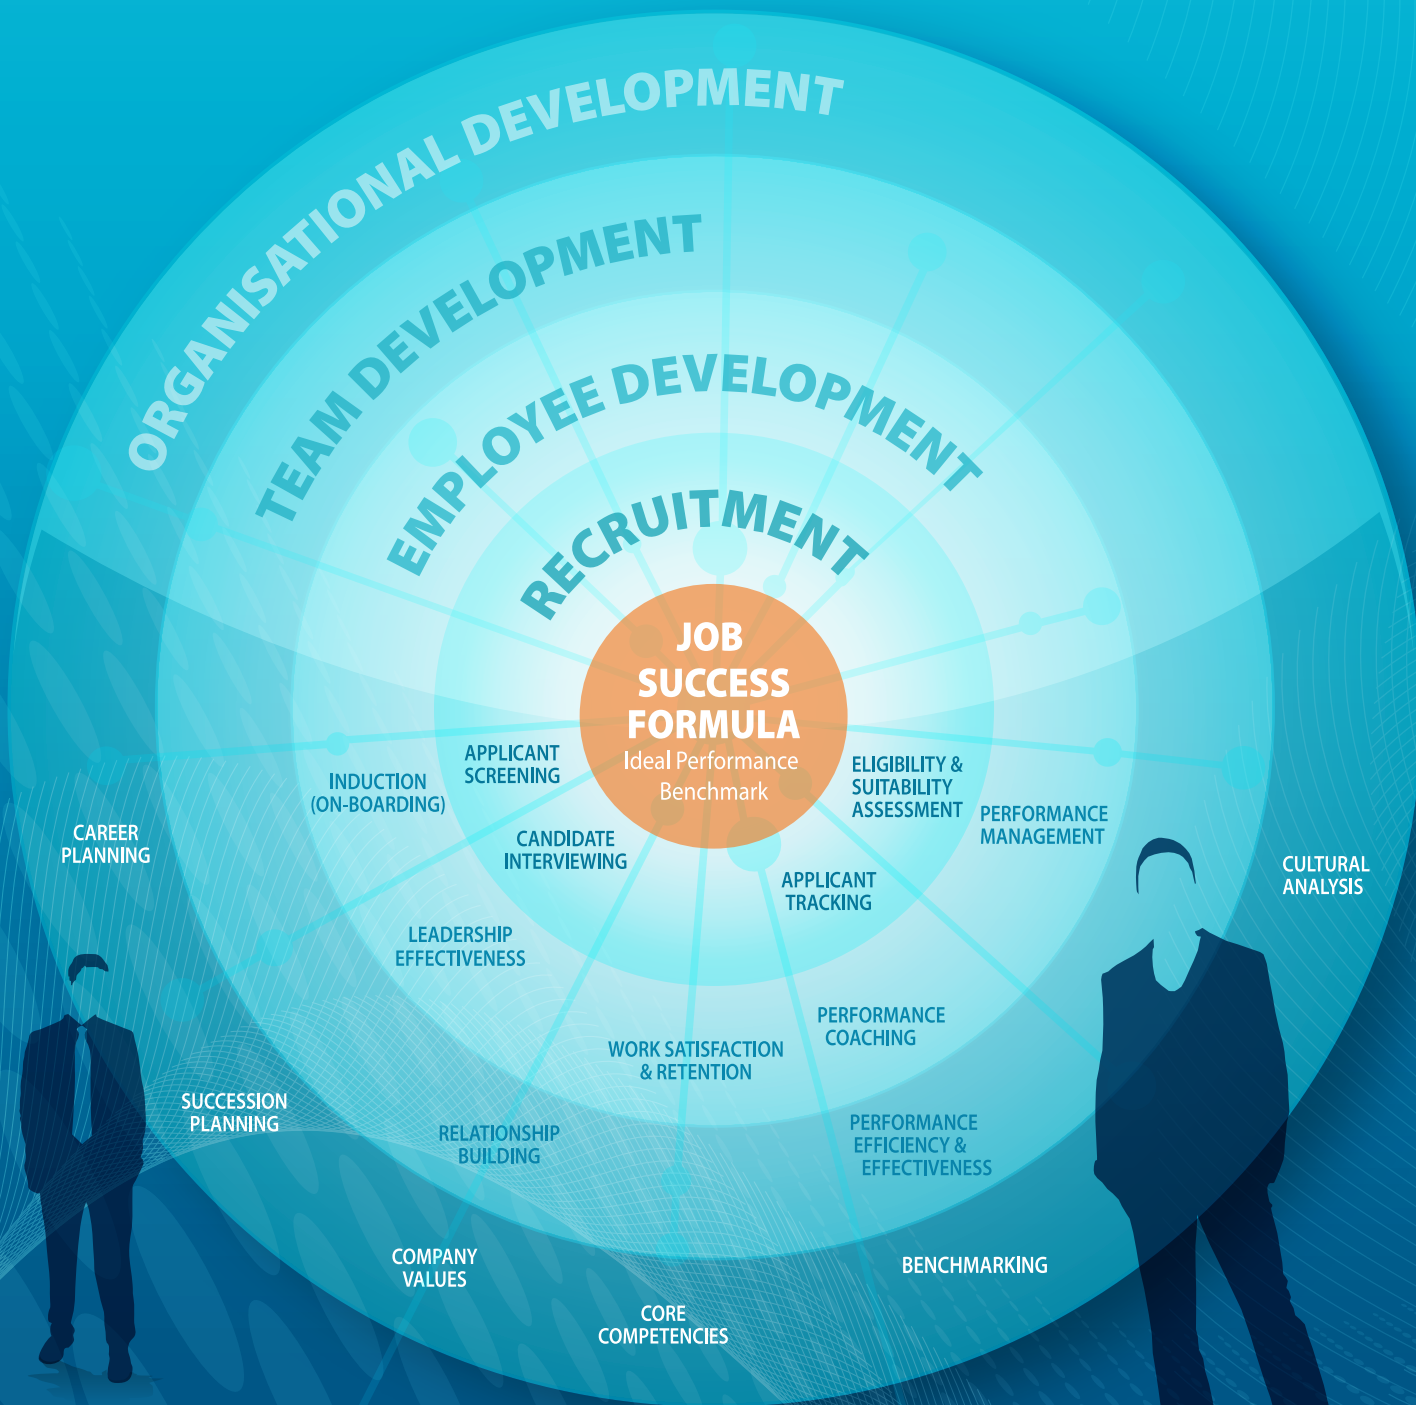 ORGANISATIONAL DEVELOPMENT
TEAM DEVELOPMENT
EMPLOYEE DEVELOPMENT
RECRUITMENT
JOB
SUCCESS
FORMULA
Ideal Performance
Benchmark
APPLICANT
SCREENING
INDUCTION
(ON-BOARDING)
CANDIDATE
INTERVIEWING
ELIGIBILITY &
SUITABILITY
ASSESSMENT
PERFORMANCE
MANAGEMENT
CAREER
PLANNING
CULTURAL
ANALYSIS
APPLICANT
TRACKING
LEADERSHIP
EFFECTIVENESS
PERFORMANCE
COACHING
WORK SATISFACTION
& RETENTION
SUCCESSION
PLANNING
RELATIONSHIP
BUILDING
PERFORMANCE
EFFICIENCY &
EFFECTIVENESS
COMPANY
VALUES
BENCHMARKING
CORE
COMPETENCIES